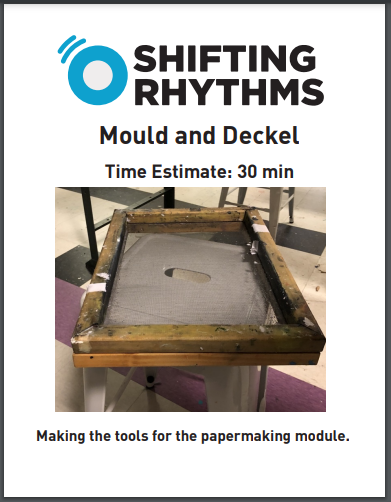 SHIFTING
RHYTHMS
Mould and Deckel
Time Estimate: 30 min
Making the tools for the papermaking module.